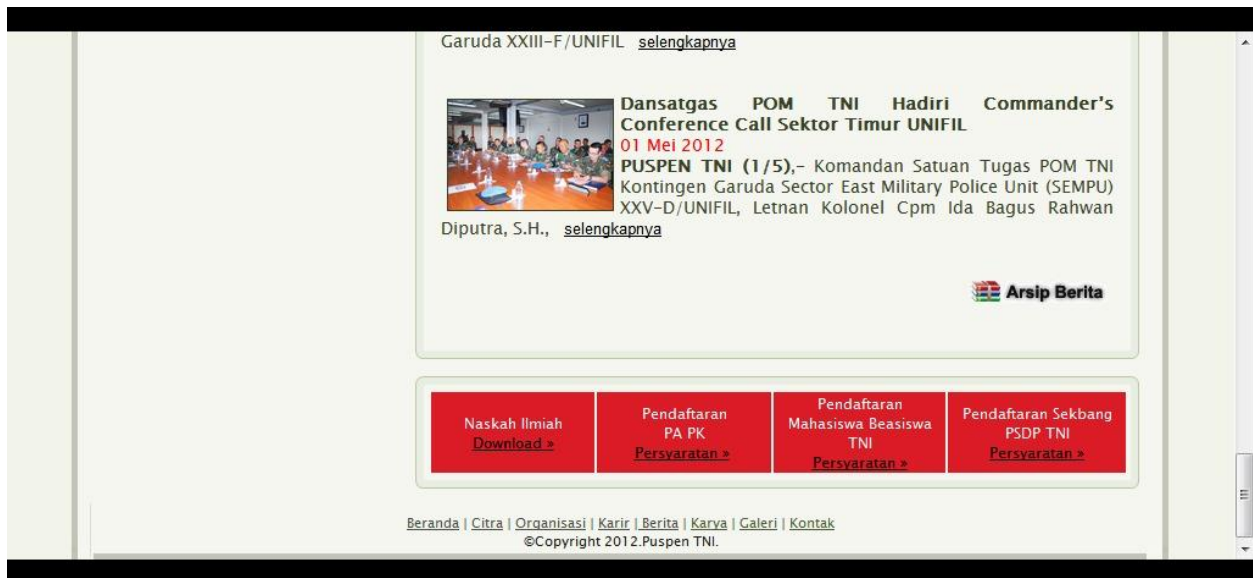 Garuda XXIII-F/UNIFIL selengkapnya
Dansatgas POM TNI Hadiri Commander's
Conference Call Sektor Timur UNIFIL
01 Mei 2012
PUSPEN TNI (1/5),– Komandan Satuan Tugas POM TNI
Kontingen Garuda Sector East Military Police Unit (SEMPU)
XXV-D/UNIFIL, Letnan Kolonel Cpm Ida Bagus Rahwan
Diputra, S.H., selengkapnya
Arsip Berita
Naskah Ilmiah
Download »
Pendaftaran
PA PK
Persyaratan »
Pendaftaran
Mahasiswa Beasiswa
TNI
Persyaratan »
Pendaftaran Sekbang
PSDP TNI
Persyaratan »
Beranda | Citra | Organisasi | Karir | Berita | Karya | Galeri | Kontak
©Copyright 2012.Puspen TNI.